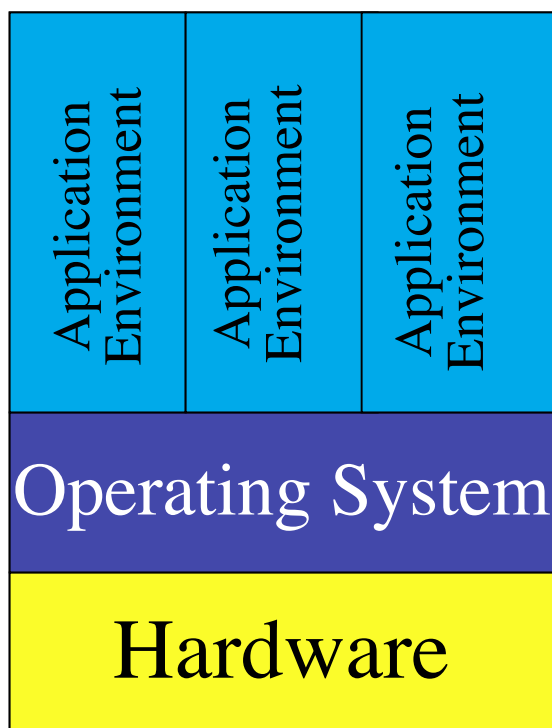 Application
Environment
Application
Environment
Application
Environment
Operating System
Hardware